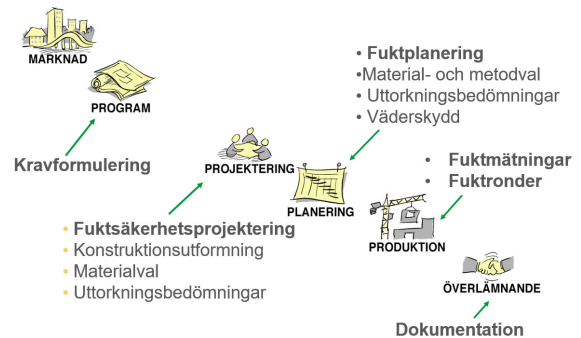 MARKNAD
PROGRAM
Kravformulering
PROJEKTERING
• Fuktsäkerhetsprojektering
• Konstruktionsutformning
• Materialval
• Uttorkningsbedömningar
PLANERING
• Fuktplanering
•Material- och metodval
• Uttorkningsbedömningar
• Väderskydd
PRODUKTION
• Fuktmätningar
• Fuktronder
ÖVERLÄMNANDE
Dokumentation